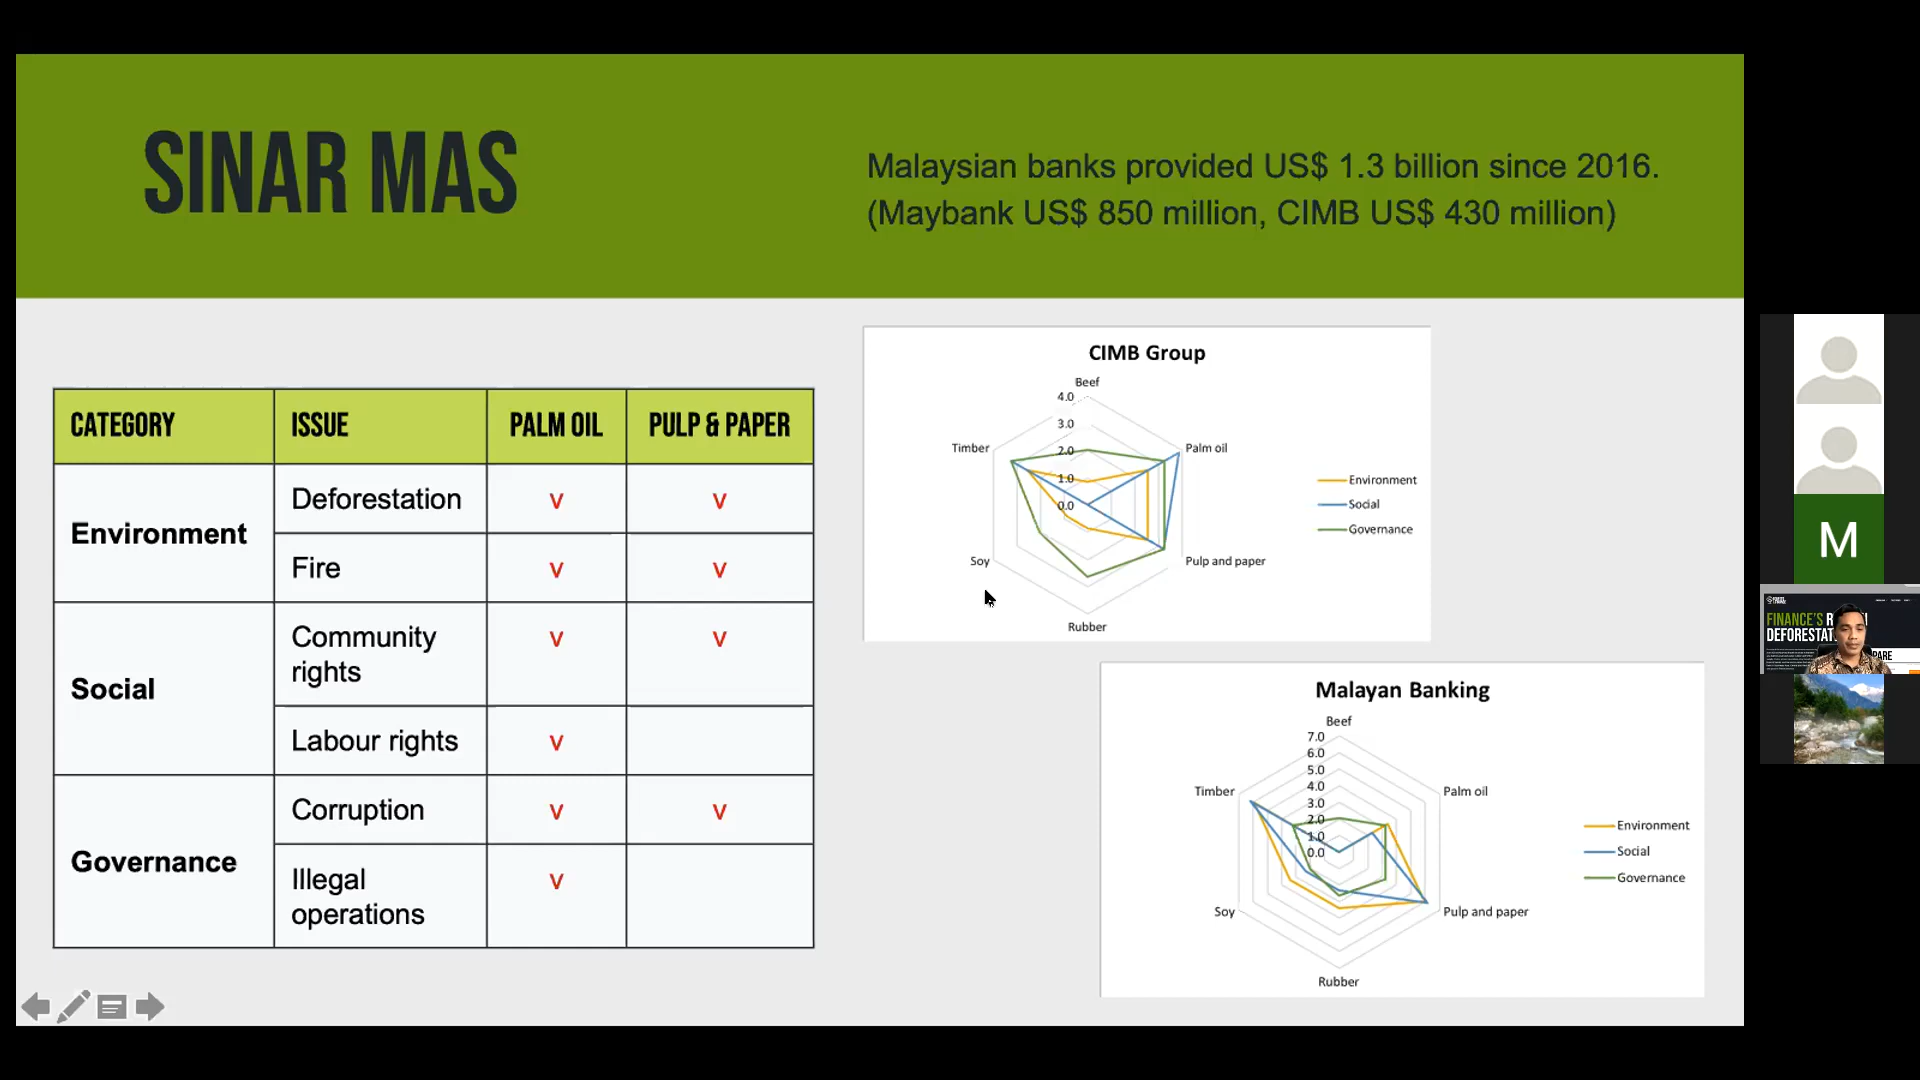 SINAR MAS
Malaysian banks provided US$ 1.3 billion since 2016.
(Maybank US$ 850 million, CIMB US$ 430 million)
CATEGORY ISSUE PALM OIL PULP & PAPER
Environment
Deforestation v v
Fire v v
Social
Community
rights
v v
Labour rights v
Governance
Corruption v v
Illegal
operations
v
CIMB Group
Beef
4.0
3.0
2.0
1.0
0.0
Timber
Palm oil
Soy
Pulp and paper
Rubber
Environment
Social
Governance
Malayan Banking
Beef
7.0
6.0
5.0
4.0
3.0
2.0
1.0
0.0
Timber
Palm oil
Soy
Pulp and paper
Rubber
Environment
Social
Governance
M
FINANCE'S R
DEFORESTAT
PARE